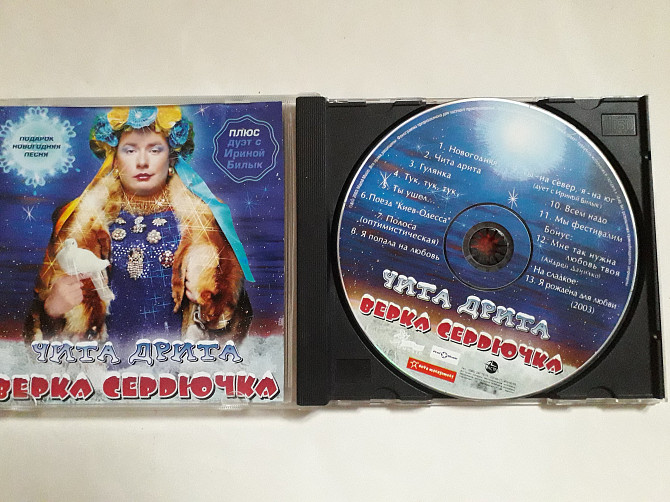 ПОДАРОК
НОВОГОДНЯЯ
ПЕСНЯ
ПЛЮС
дуэт с
Ириной
Билык
ЧИТА ДРИТА
ВЕРКА СЕРДЮЧКА
1. Новогодняя
2. Чита дрита
3. Гулянка
4. Тук, тук, тук,
5. Ты ушел...
6. Поезд "Киев-Одесса"
7. Полоса
(оптимистическая)
8. Я попала на любовь
на север, я - на юг
(дует с Ириной Билык)
10. Всем надо
11. Мы фестивалим
Бонус:
12. Мне так нужна
любовь твоя
(Андрей Данилко)
На сладкое:
13. Я рождена для любви
(2003)
ЧИТА ДРИТА
ВЕРКА СЕРДЮЧКА